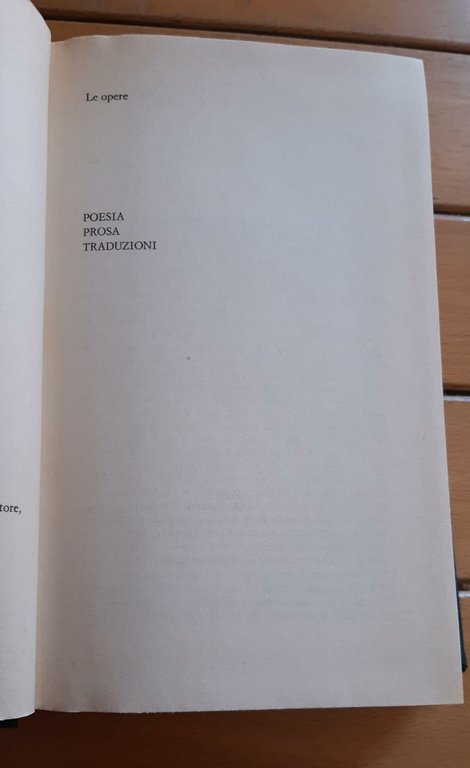 tore,
Le opere
POESIA
PROSA
TRADUZIONI